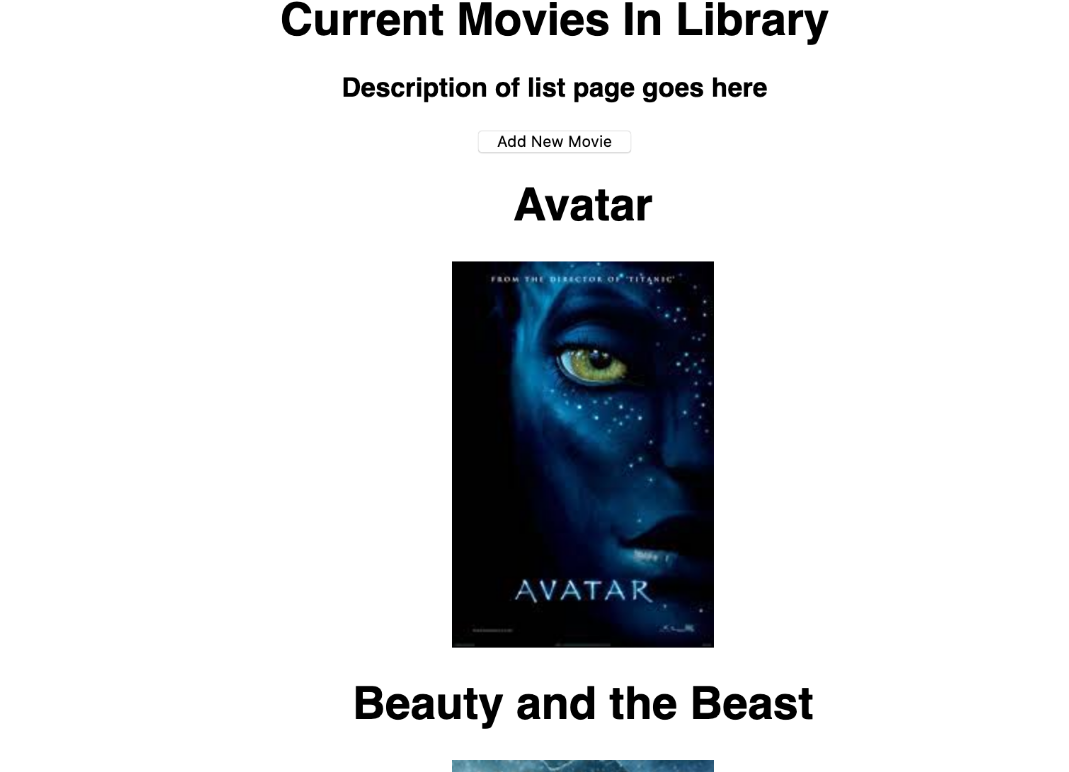 Current Movies In Library
Description of list page goes here
Add New Movie
Avatar
FROM THE DIRECTOR OF 'TITANIC'
AVATAR
Beauty and the Beast